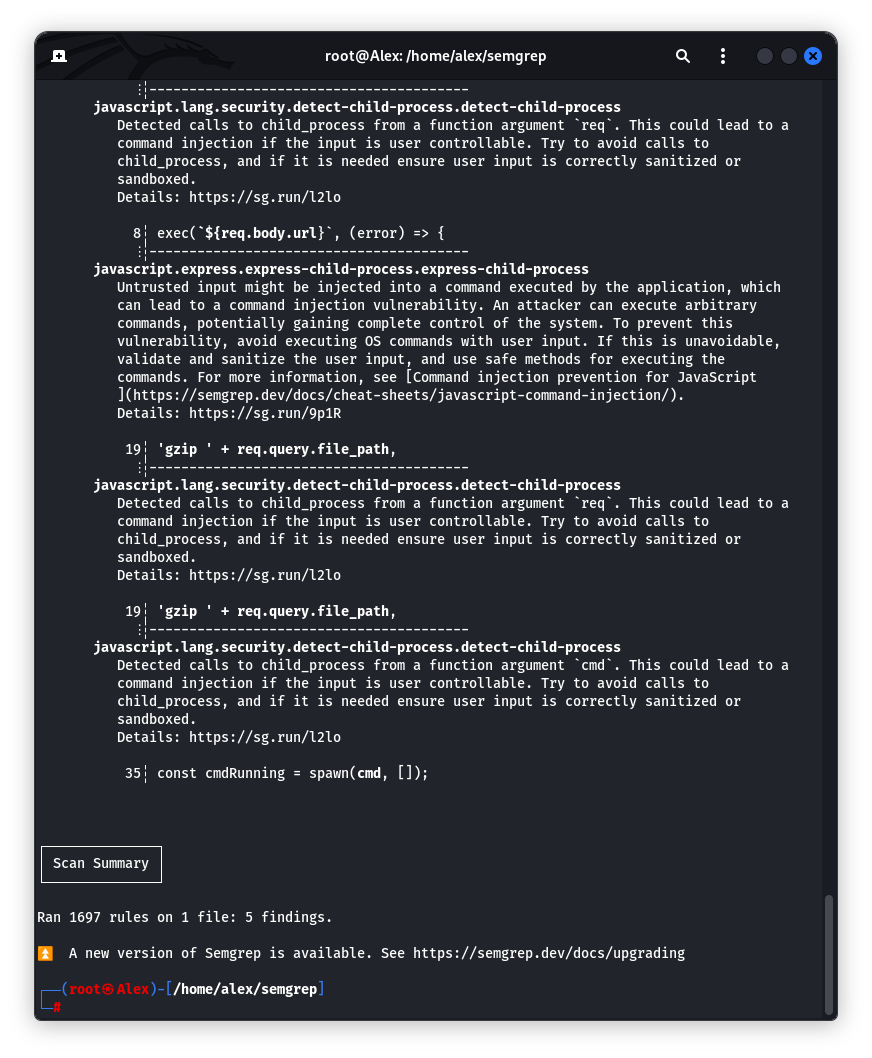 root@Alex: /home/alex/semgrep
⋮┆----------------------------------------
javascript.lang.security.detect-child-process.detect-child-process
Detected calls to child_process from a function argument `req`. This could lead to a
command injection if the input is user controllable. Try to avoid calls to
child_process, and if it is needed ensure user input is correctly sanitized or
sandboxed.
Details: https://sg.run/l2lo
8┆ exec(`${req.body.url}`, (error) => {
⋮┆----------------------------------------
javascript.express.express-child-process.express-child-process
Untrusted input might be injected into a command executed by the application, which
can lead to a command injection vulnerability. An attacker can execute arbitrary
commands, potentially gaining complete control of the system. To prevent this
vulnerability, avoid executing OS commands with user input. If this is unavoidable,
validate and sanitize the user input, and use safe methods for executing the
commands. For more information, see [Command injection prevention for JavaScript
](https://semgrep.dev/docs/cheat-sheets/javascript-command-injection/).
Details: https://sg.run/9p1R
19┆ 'gzip ' + req.query.file_path,
⋮┆----------------------------------------
javascript.lang.security.detect-child-process.detect-child-process
Detected calls to child_process from a function argument `req`. This could lead to a
command injection if the input is user controllable. Try to avoid calls to
child_process, and if it is needed ensure user input is correctly sanitized or
sandboxed.
Details: https://sg.run/l2lo
19┆ 'gzip ' + req.query.file_path,
⋮┆----------------------------------------
javascript.lang.security.detect-child-process.detect-child-process
Detected calls to child_process from a function argument `cmd`. This could lead to a
command injection if the input is user controllable. Try to avoid calls to
child_process, and if it is needed ensure user input is correctly sanitized or
sandboxed.
Details: https://sg.run/l2lo
35┆ const cmdRunning = spawn(cmd, []);
Scan Summary
Ran 1697 rules on 1 file: 5 findings.
⏫ A new version of Semgrep is available. See https://semgrep.dev/docs/upgrading
┌──(root㉿Alex)-[/home/alex/semgrep]
└─#